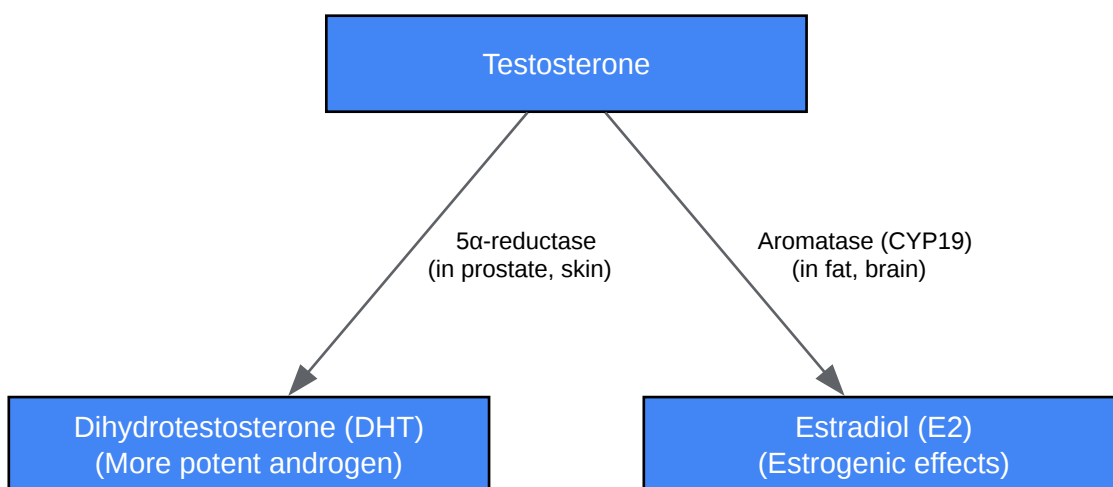 Testosterone
5α-reductase
(in prostate, skin)
Aromatase (CYP19)
(in fat, brain)
Dihydrotestosterone (DHT)
(More potent androgen)
Estradiol (E2)
(Estrogenic effects)